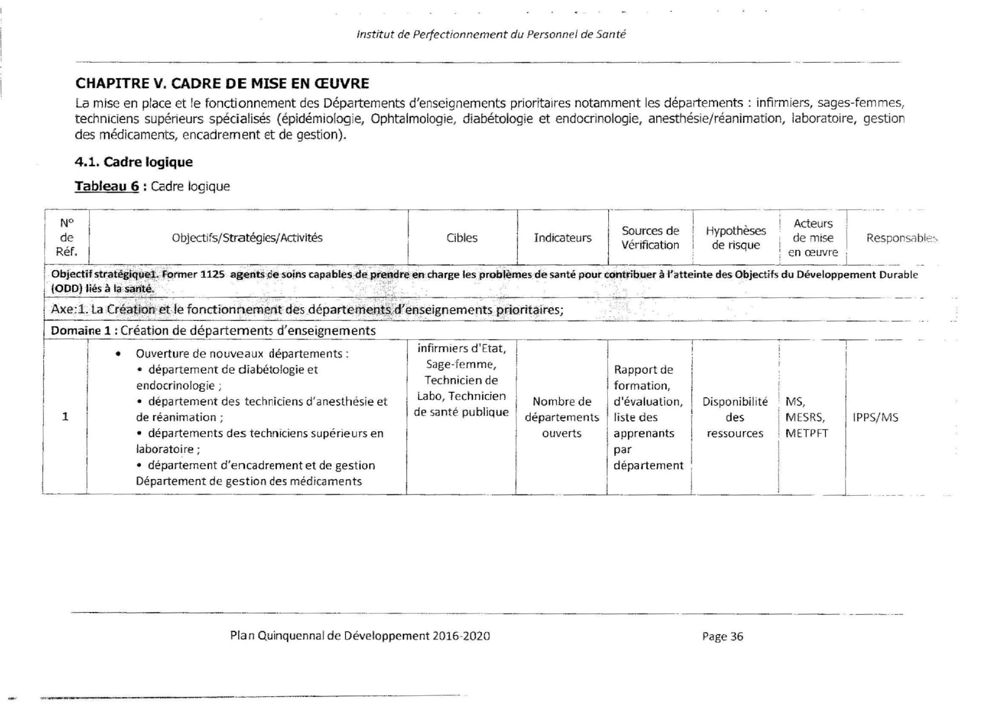 Institut de Perfectionnement du Personnel de Santé
CHAPITRE V. CADRE DE MISE EN ŒUVRE
La mise en place et le fonctionnement des Départements d'enseignements prioritaires notamment les départements : infirmiers, sages-femmes,
techniciens supérieurs spécialisés (épidémiologie, Ophtalmologie, diabétologie et endocrinologie, anesthésie/réanimation, laboratoire, gestion
des médicaments, encadrement et de gestion).
4.1. Cadre logique
Tableau 6 : Cadre logique
N°
de
Réf.
Objectifs/Stratégies/Activités
Cibles
Indicateurs
Sources de
Vérification
Hypothèses
de risque
Acteurs
de mise
en œuvre
Responsables
Objectif stratégique1. Former 1125 agents de soins capables de prendre en charge les problèmes de santé pour contribuer à l'atteinte des Objectifs du Développement Durable
(ODD) liés à la santé.
Axe:1. La Création et le fonctionnement des départements d'enseignements prioritaires;
Domaine 1 : Création de départements d'enseignements
1
• Ouverture de nouveaux départements :
• département de diabétologie et
endocrinologie ;
• département des techniciens d'anesthésie et
de réanimation ;
• départements des techniciens supérieurs en
laboratoire ;
• département d'encadrement et de gestion
Département de gestion des médicaments
infirmiers d'Etat,
Sage-femme,
Technicien de
Labo, Technicien
de santé publique
Nombre de
départements
ouverts
Rapport de
formation,
d'évaluation,
liste des
apprenants
par
département
Disponibilité
des
ressources
MS,
MESRS,
METPFT
IPPS/MS
Plan Quinquennal de Développement 2016-2020
Page 36